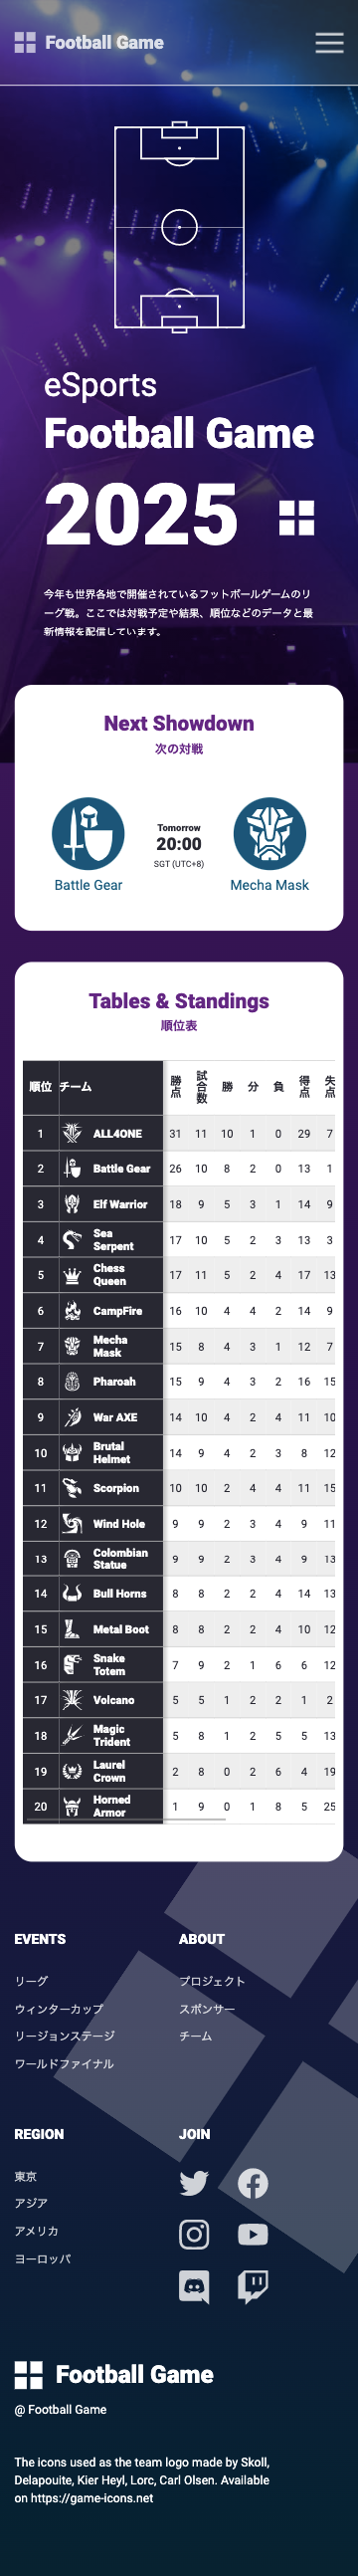 Football Game
eSports
Football Game
2025
今年も世界各地で開催されているフットボールゲームのリ
ーグ戦。ここでは対戦予定や結果、順位などのデータと最
新情報を配信しています。
Next Showdown
次の対戦
Battle Gear
Tomorrow
20:00
SGT (UTC+8)
Mecha Mask
Tables & Standings
順位表
順位 チーム 勝点 試合数 勝 分 負 得点 失点
1 ALL4ONE 31 11 10 1 0 29 7
2 Battle Gear 26 10 8 2 0 13 1
3 Elf Warrior 18 9 5 3 1 14 9
4 Sea Serpent 17 10 5 2 3 13 3
5 Chess Queen 17 11 5 2 4 17 13
6 CampFire 16 10 4 4 2 14 9
7 Mecha Mask 15 8 4 3 1 12 7
8 Pharoah 15 9 4 3 2 16 15
9 War AXE 14 10 4 2 4 11 10
10 Brutal Helmet 14 9 4 2 3 8 12
11 Scorpion 10 10 2 4 4 11 15
12 Wind Hole 9 9 2 3 4 9 11
13 Colombian Statue 9 9 2 3 4 9 13
14 Bull Horns 8 8 2 2 4 14 13
15 Metal Boot 8 8 2 2 4 10 12
16 Snake Totem 7 9 2 1 6 6 12
17 Volcano 5 5 1 2 2 1 2
18 Magic Trident 5 8 1 2 5 5 13
19 Laurel Crown 2 8 0 2 6 4 19
20 Horned Armor 1 9 0 1 8 5 25
EVENTS
リーグ
ウィンターカップ
リージョンステージ
ワールドファイナル
ABOUT
プロジェクト
スポンサー
チーム
REGION
東京
アジア
アメリカ
ヨーロッパ
JOIN
Football Game
@ Football Game
The icons used as the team logo made by Skoll,
Delapouite, Kier Heyl, Lorc, Carl Olsen. Available
on https://game-icons.net